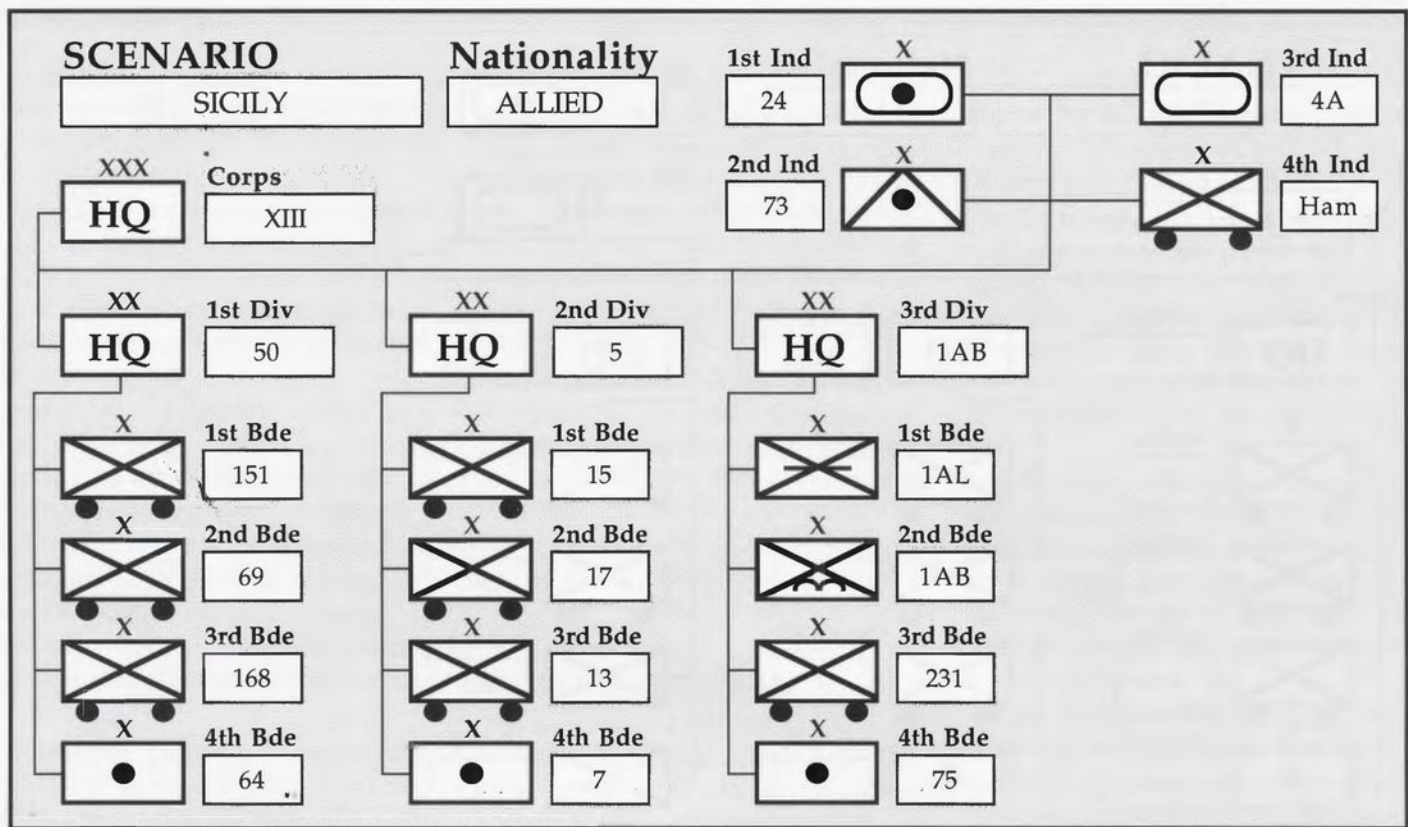 SCENARIO Nationality
SICILY ALLIED
1st Ind X X 3rd Ind
24 4A
2nd Ind X X 4th Ind
73 Ham
XXX Corps
HQ XIII
XX 1st Div XX 2nd Div XX 3rd Div
HQ 50 HQ 5 HQ 1AB
X 1st Bde X 1st Bde X 1st Bde
151 15 1AL
X 2nd Bde X 2nd Bde X 2nd Bde
69 17 1AB
X 3rd Bde X 3rd Bde X 3rd Bde
168 13 231
X 4th Bde X 4th Bde X 4th Bde
64 7 75